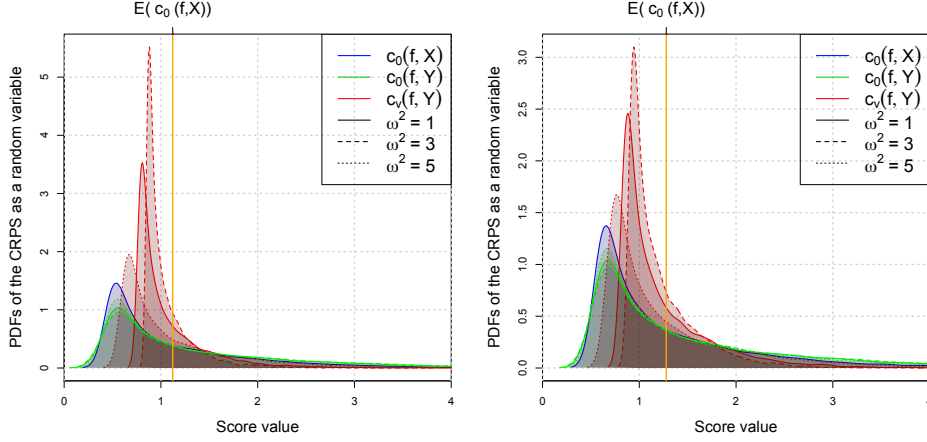 E( c₀ (f,X))
PDFs of the CRPS as a random variable
5
4
3
2
1
0
c₀(f, X)
c₀(f, Y)
cᵥ(f, Y)
ω² = 1
ω² = 3
ω² = 5
0 1 2 3 4
Score value
E( c₀ (f,X))
PDFs of the CRPS as a random variable
3.0
2.5
2.0
1.5
1.0
0.5
0.0
c₀(f, X)
c₀(f, Y)
cᵥ(f, Y)
ω² = 1
ω² = 3
ω² = 5
0 1 2 3 4
Score value